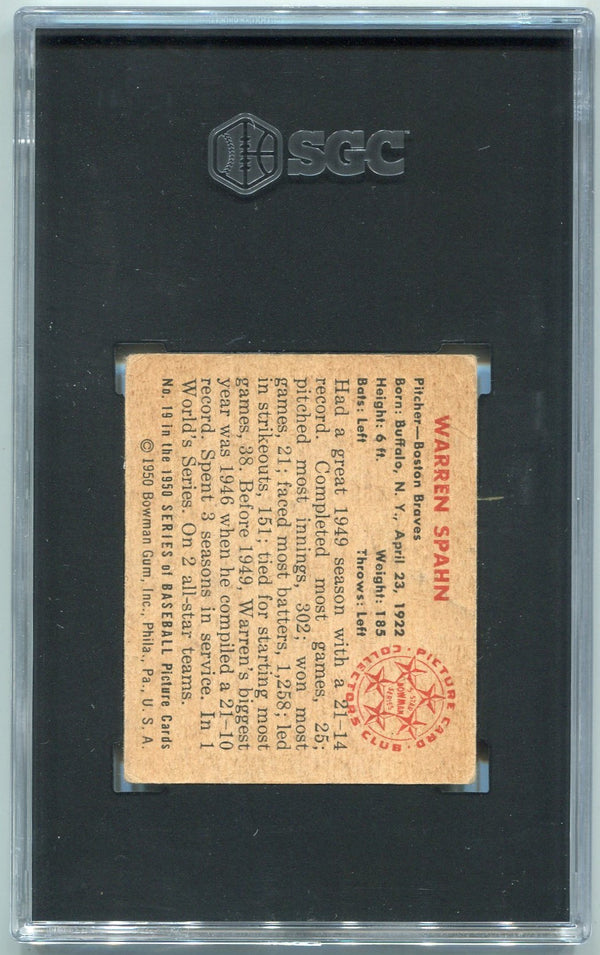 SGC
WARREN SPAHN
Pitcher—Boston Braves
Born: Buffalo, N. Y., April 23, 1922
Height: 6 ft. Weight: 185
Bats: Left Throws: Left
PICTURE CARD
COLLECTORS CLUB
5-STAR
BOWMAN
SERIES
Had a great 1949 season with a 21–14
record. Completed most games, 25;
pitched most innings, 302; won most
games, 21; faced most batters, 1,258; led
in strikeouts, 151; tied for starting most
games, 38. Before 1949, Warren's biggest
year was 1946 when he compiled a 21–10
record. Spent 3 seasons in service. In 1
World's Series. On 2 all-star teams.
No. 19 in the 1950 SERIES of BASEBALL Picture Cards
© 1950 Bowman Gum, Inc., Phila., Pa., U. S. A.